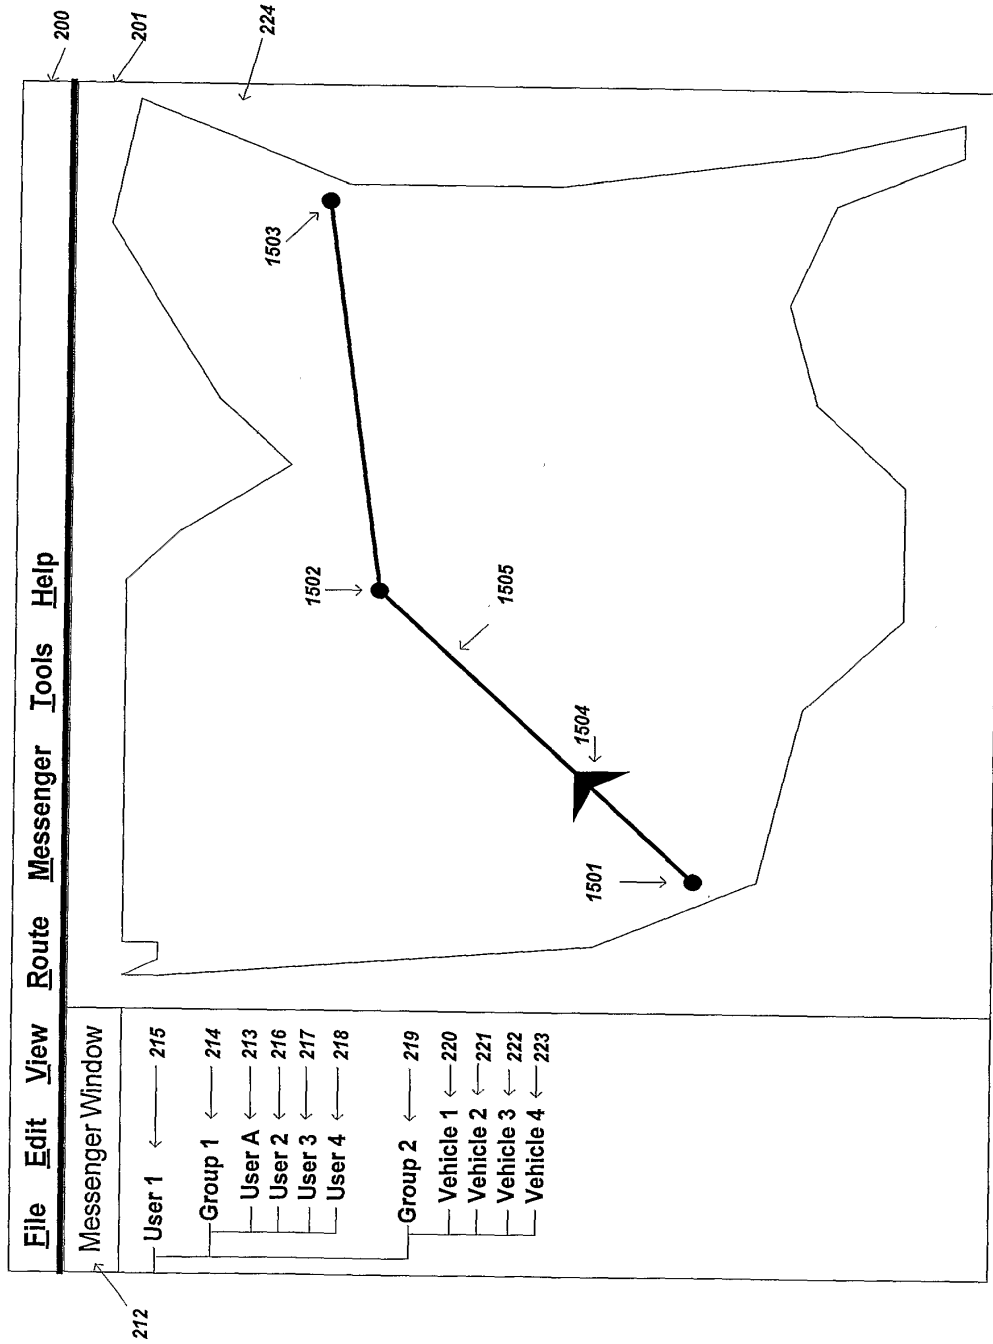 200
201
File Edit View Route Messenger Tools Help
212
Messenger Window
224
User 1 215
Group 1 214
User A 213
User 2 216
User 3 217
User 4 218
Group 2 219
Vehicle 1 220
Vehicle 2 221
Vehicle 3 222
Vehicle 4 223
1503
1502
1505
1504
1501